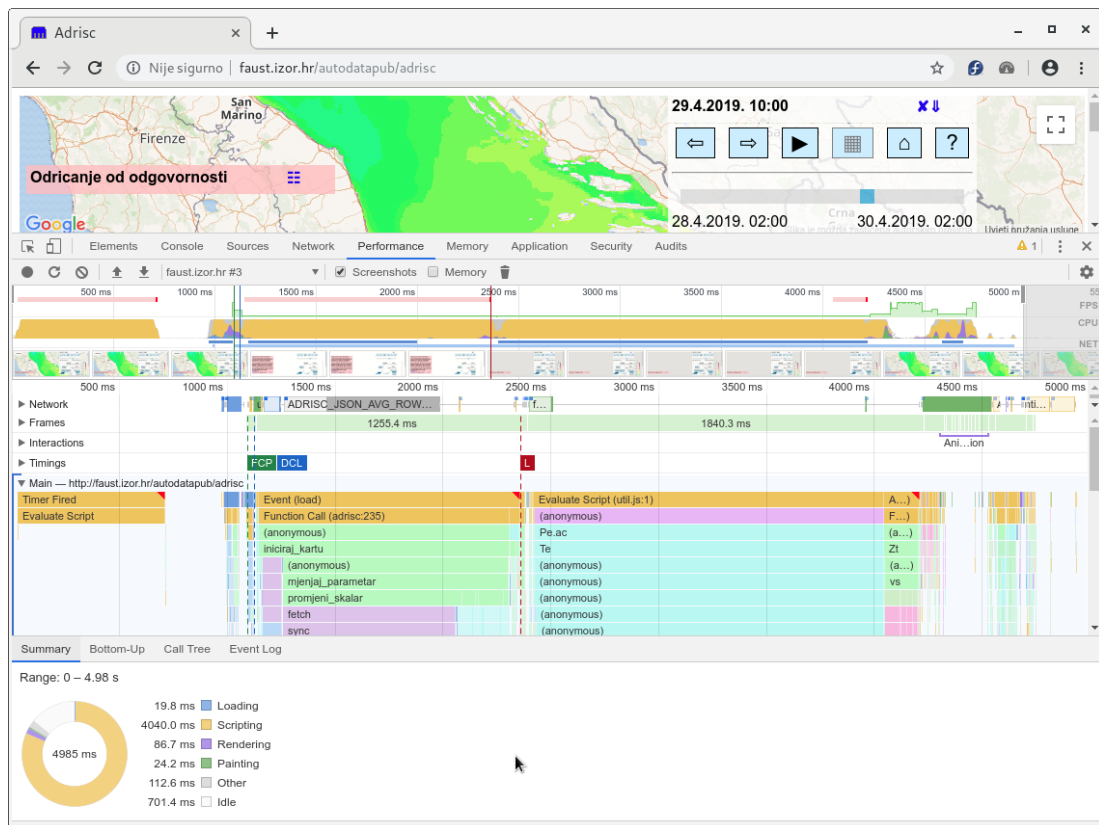 Adrisc
Nije sigurno
faust.izor.hr/autodatapub/adrisc
San
Marino
Firenze
Odricanje od odgovornosti
Google
29.4.2019. 10:00
?
Crna
28.4.2019. 02:00
30.4.2019. 02:00
Uvjeti pružanja usluge
Elements Console Sources Network Performance Memory Application Security Audits
1
faust.izor.hr #3
Screenshots
Memory
500 ms 1000 ms 1500 ms 2000 ms 2500 ms 3000 ms 3500 ms 4000 ms 4500 ms 5000 m 55
FPS
CPU
NET
500 ms 1000 ms 1500 ms 2000 ms 2500 ms 3000 ms 3500 ms 4000 ms 4500 ms 5000 ms
Network ADRISC_JSON_AVG_ROW... f... nti...
Frames 1255.4 ms 1840.3 ms
Interactions Ani...ion
Timings FCP DCL L
Main — http://faust.izor.hr/autodatapub/adrisc
Timer Fired Event (load) Evaluate Script (util.js:1) A...)
Evaluate Script Function Call (adrisc:235) (anonymous) F...)
(anonymous) Pe.ac (a...)
iniciraj_kartu Te Zt
(anonymous) (anonymous) (a...)
mjenjaj_parametar (anonymous) vs
promjeni_skalar (anonymous)
fetch (anonymous)
sync (anonymous)
Summary Bottom-Up Call Tree Event Log
Range: 0 – 4.98 s
4985 ms
19.8 ms Loading
4040.0 ms Scripting
86.7 ms Rendering
24.2 ms Painting
112.6 ms Other
701.4 ms Idle